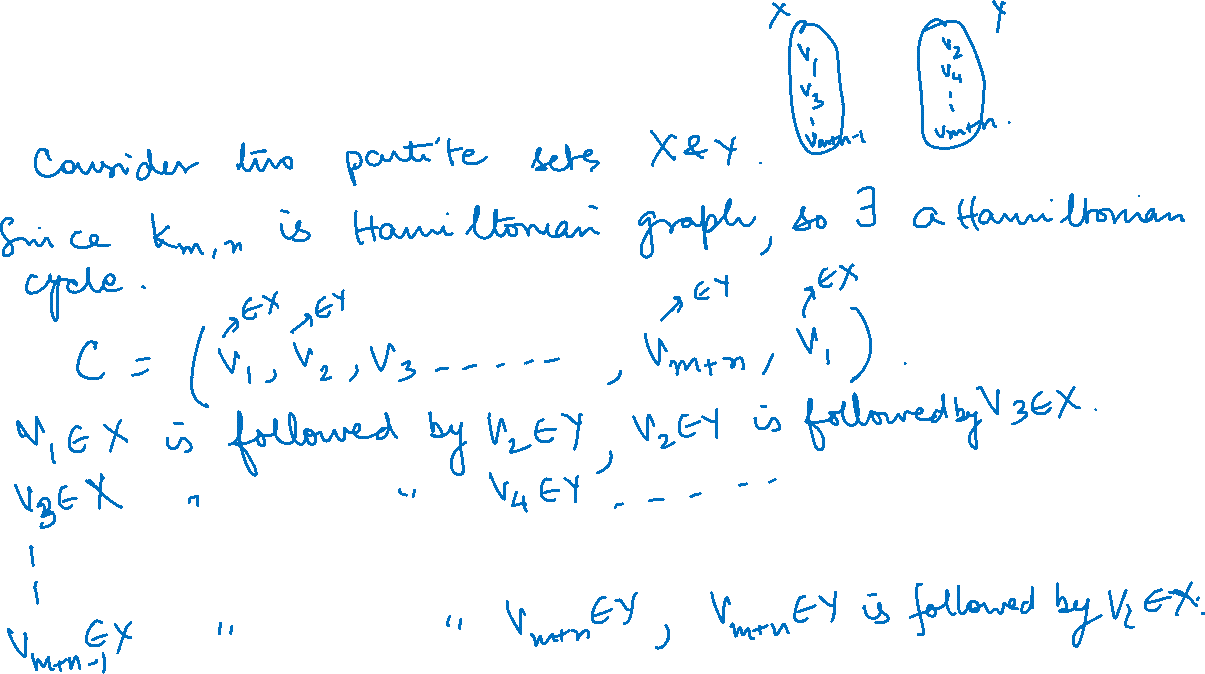 X Y
V₁ V₂
V₃ V₄
⋮ ⋮
Vm+n-1 Vm+n.
Consider two partite sets X & Y.
Since Km,n is Hamiltonian graph, so ∃ a Hamiltonian
cycle.
→∈X →∈Y →∈Y →∈X
C = (V₁, V₂, V₃ ------, Vm+n, V₁).
V₁∈X is followed by V₂∈Y, V₂∈Y is followed by V₃∈X.
V₃∈X " " V₄∈Y -----
⋮
Vm+n-1∈X " " Vm+n∈Y, Vm+n∈Y is followed by V₁∈X.